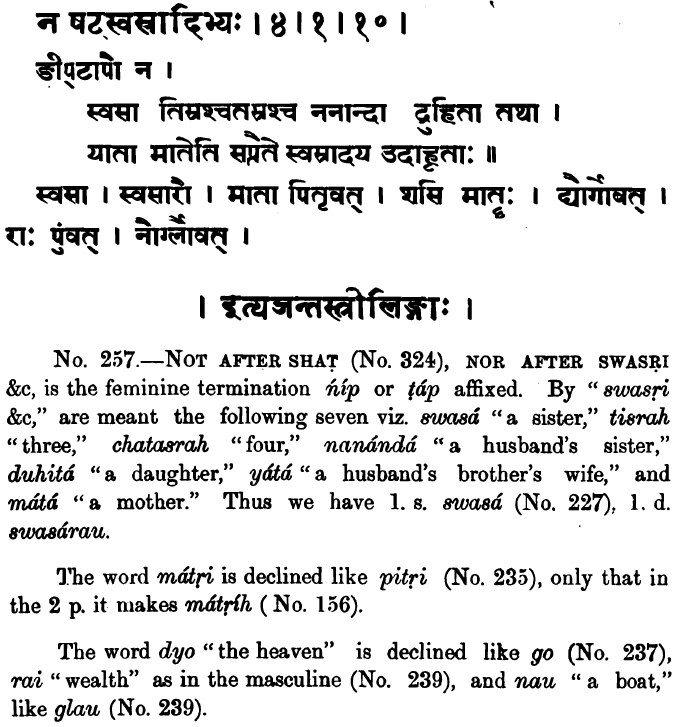 न षट्स्वस्रादिभ्यः । ४ । १ । १० ।
ङीप्टापौ न ।
स्वसा तिस्रश्चतस्रश्च ननान्दा दुहिता तथा ।
याता मातेति सप्तैते स्वस्रादय उदाहृताः ॥
स्वसा । स्वसारौ । माता पितृवत् । शसि मातॄः । द्यौर्गोवत् ।
राः पुंवत् । नौर्ग्लौवत् ।
। इत्यजन्तस्त्रीलिङ्गाः ।
No. 257.—NOT AFTER SHAṬ (No. 324), NOR AFTER SWASṚI
&c, is the feminine termination ńíp or ṭáp affixed. By “swasṛi
&c,” are meant the following seven viz. swasá “a sister,” tisrah
“three,” chatasrah “four,” nanándá “a husband's sister,”
duhitá “a daughter,” yátá “a husband's brother's wife,” and
mátá “a mother.” Thus we have 1. s. swasá (No. 227), 1. d.
swasárau.
The word mátṛi is declined like pitṛi (No. 235), only that in
the 2 p. it makes mátṛíh ( No. 156).
The word dyo “the heaven” is declined like go (No. 237),
rai “wealth” as in the masculine (No. 239), and nau “a boat,”
like glau (No. 239).